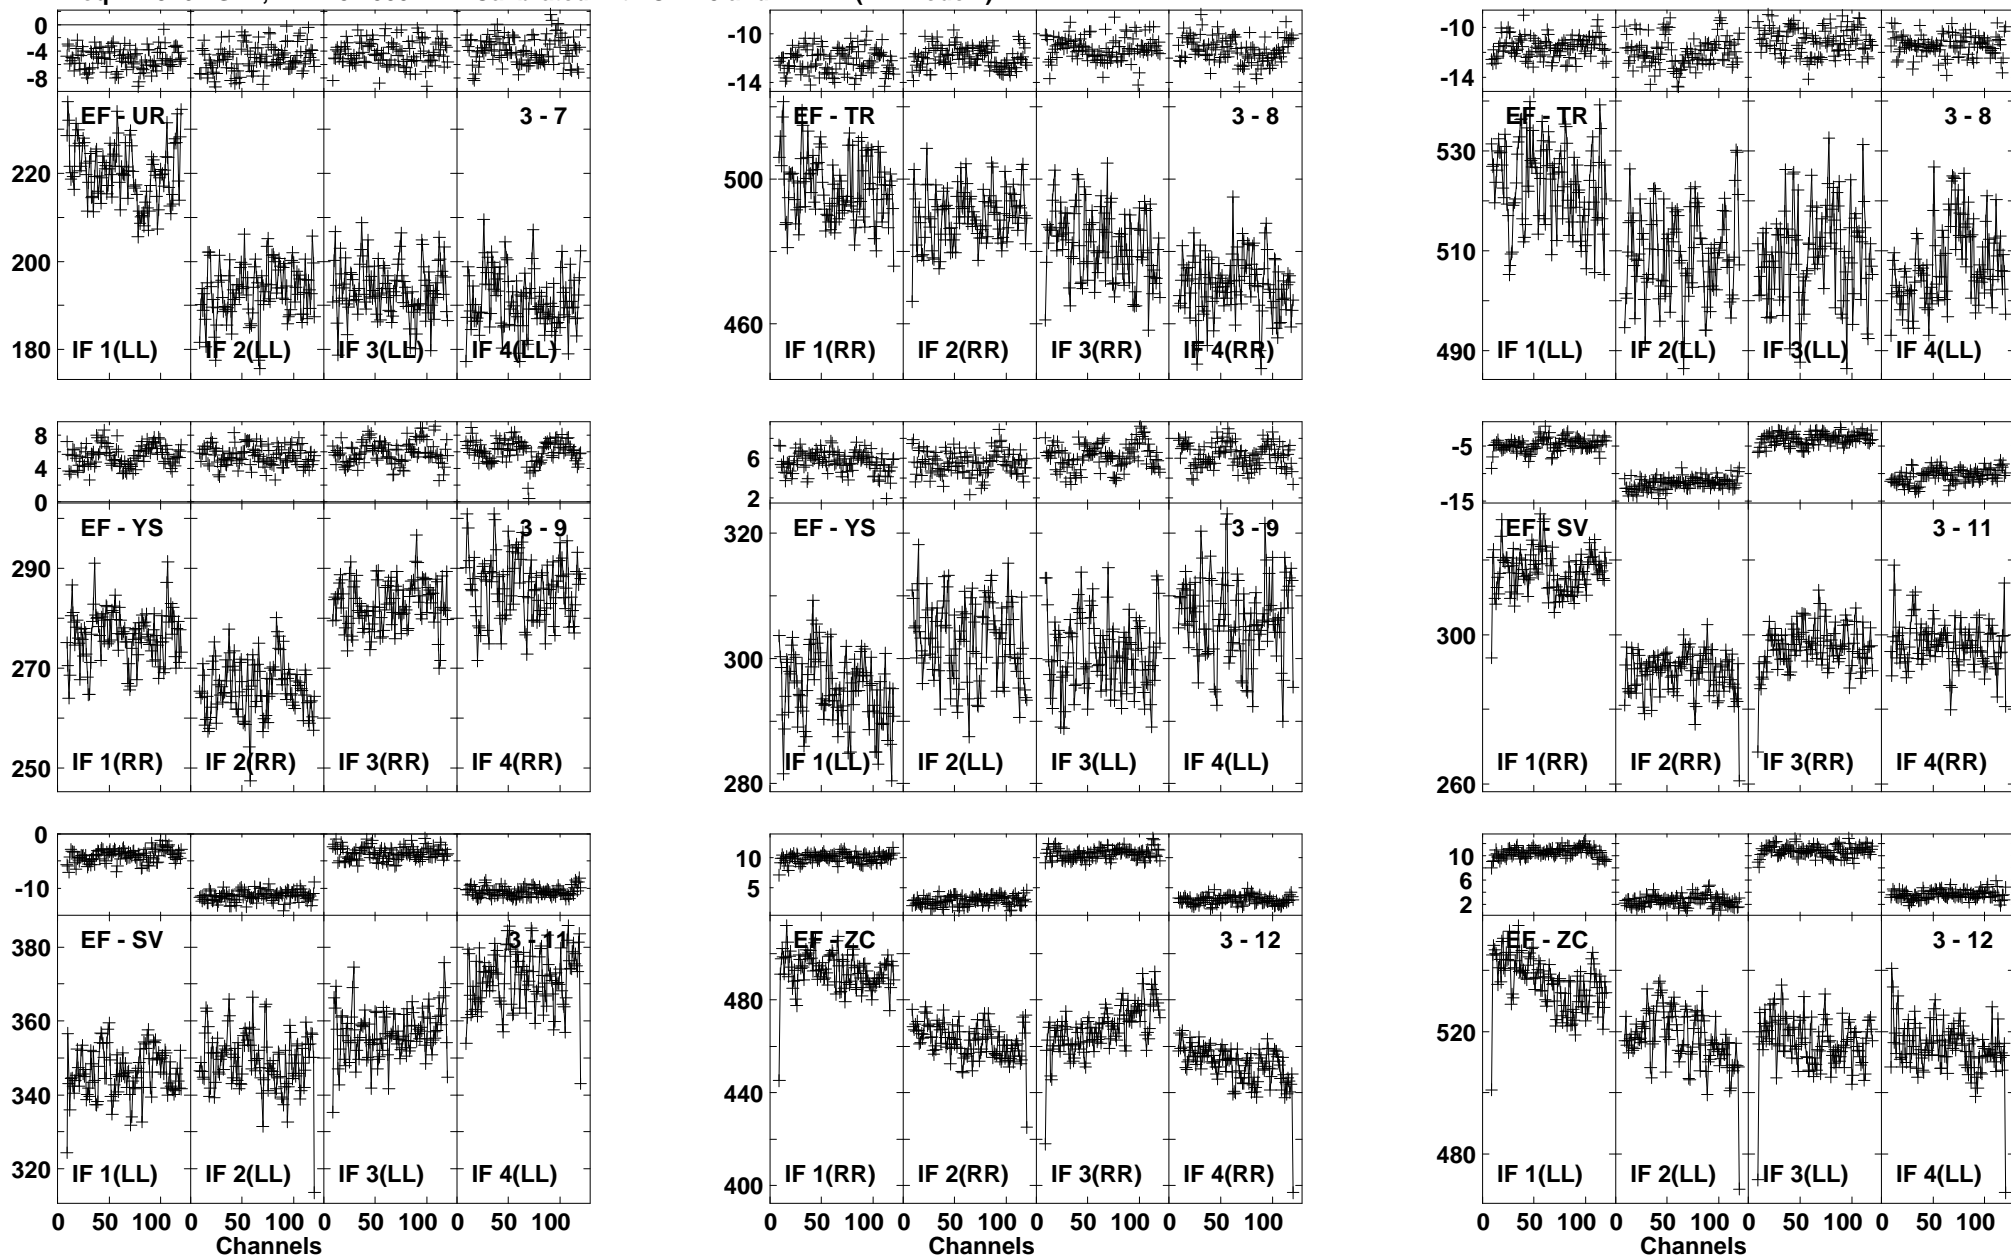 0
-4
-8
220
200
180
EF - UR 3 - 7
IF 1(LL) IF 2(LL) IF 3(LL) IF 4(LL)
-10
-14
500
460
EF - TR 3 - 8
IF 1(RR) IF 2(RR) IF 3(RR) IF 4(RR)
-10
-14
530
510
490
EF - TR 3 - 8
IF 1(LL) IF 2(LL) IF 3(LL) IF 4(LL)
8
4
0
290
270
250
EF - YS 3 - 9
IF 1(RR) IF 2(RR) IF 3(RR) IF 4(RR)
6
2
320
300
280
EF - YS 3 - 9
IF 1(LL) IF 2(LL) IF 3(LL) IF 4(LL)
-5
-15
300
260
EF - SV 3 - 11
IF 1(RR) IF 2(RR) IF 3(RR) IF 4(RR)
0
-10
380
360
340
320
EF - SV 3 - 11
IF 1(LL) IF 2(LL) IF 3(LL) IF 4(LL)
0 50 100 0 50 100 0 50 100 0 50 100
Channels
10
5
480
440
400
EF - ZC 3 - 12
IF 1(RR) IF 2(RR) IF 3(RR) IF 4(RR)
0 50 100 0 50 100 0 50 100 0 50 100
Channels
10
6
2
520
480
EF - ZC 3 - 12
IF 1(LL) IF 2(LL) IF 3(LL) IF 4(LL)
0 50 100 0 50 100 0 50 100 0 50 100
Channels